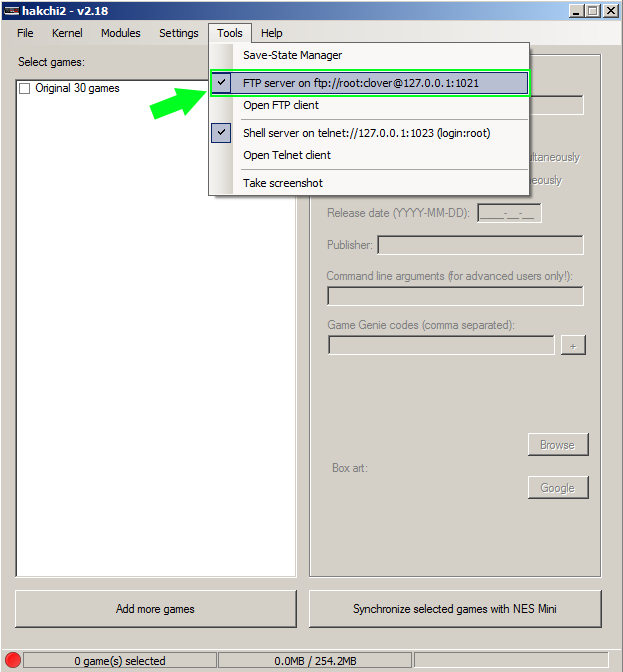 hakchi2 - v2.18
File Kernel Modules Settings Tools Help
Select games:
Original 30 games
Save-State Manager
FTP server on ftp://root:clover@127.0.0.1:1021
Open FTP client
Shell server on telnet://127.0.0.1:1023 (login:root)
Open Telnet client
Take screenshot
ultaneously
eously
Release date (YYYY-MM-DD): ____-__-__
Publisher:
Command line arguments (for advanced users only!):
Game Genie codes (comma separated):
+
Box art:
Browse
Google
Add more games
Synchronize selected games with NES Mini
0 game(s) selected
0.0MB / 254.2MB